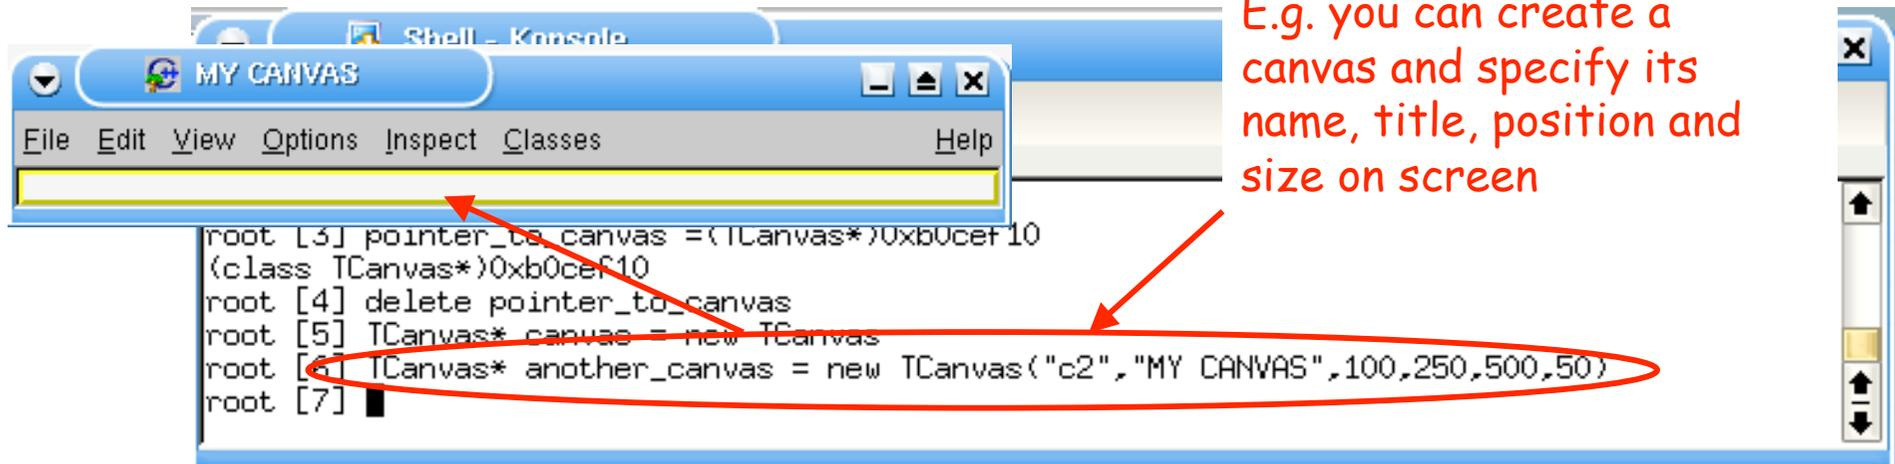 E.g. you can create a
canvas and specify its
name, title, position and
size on screen
Shell - Konsole
MY CANVAS
File Edit View Options Inspect Classes Help
root [3] pointer_to_canvas =(TCanvas*)0xb0cef10
(class TCanvas*)0xb0cef10
root [4] delete pointer_to_canvas
root [5] TCanvas* canvas = new TCanvas
root [6] TCanvas* another_canvas = new TCanvas("c2","MY CANVAS",100,250,500,50)
root [7]